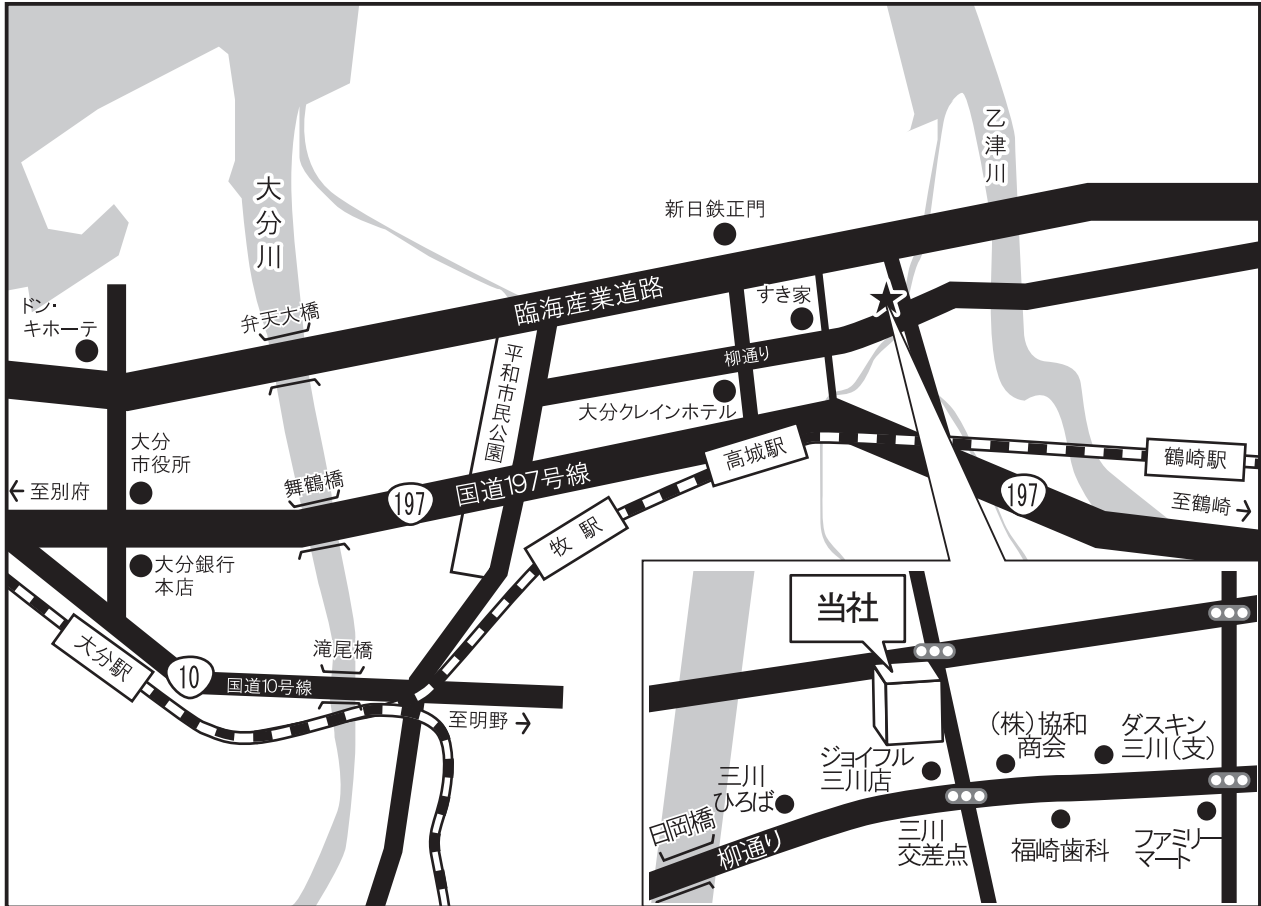 乙津川
大分川
新日鉄正門
臨海産業道路
すき家
ドン・
キホーテ
弁天大橋
柳通り
平和市民公園
大分クレインホテル
大分
市役所
高城駅
鶴崎駅
至別府
舞鶴橋
197
国道197号線
197
至鶴崎
牧駅
大分銀行
本店
大分駅
滝尾橋
10
国道10号線
至明野
当社
(株)協和
商会
ダスキン
三川(支)
ジョイフル
三川店
三川
ひろば
日岡橋
柳通り
三川
交差点
福崎歯科
ファミリー
マート